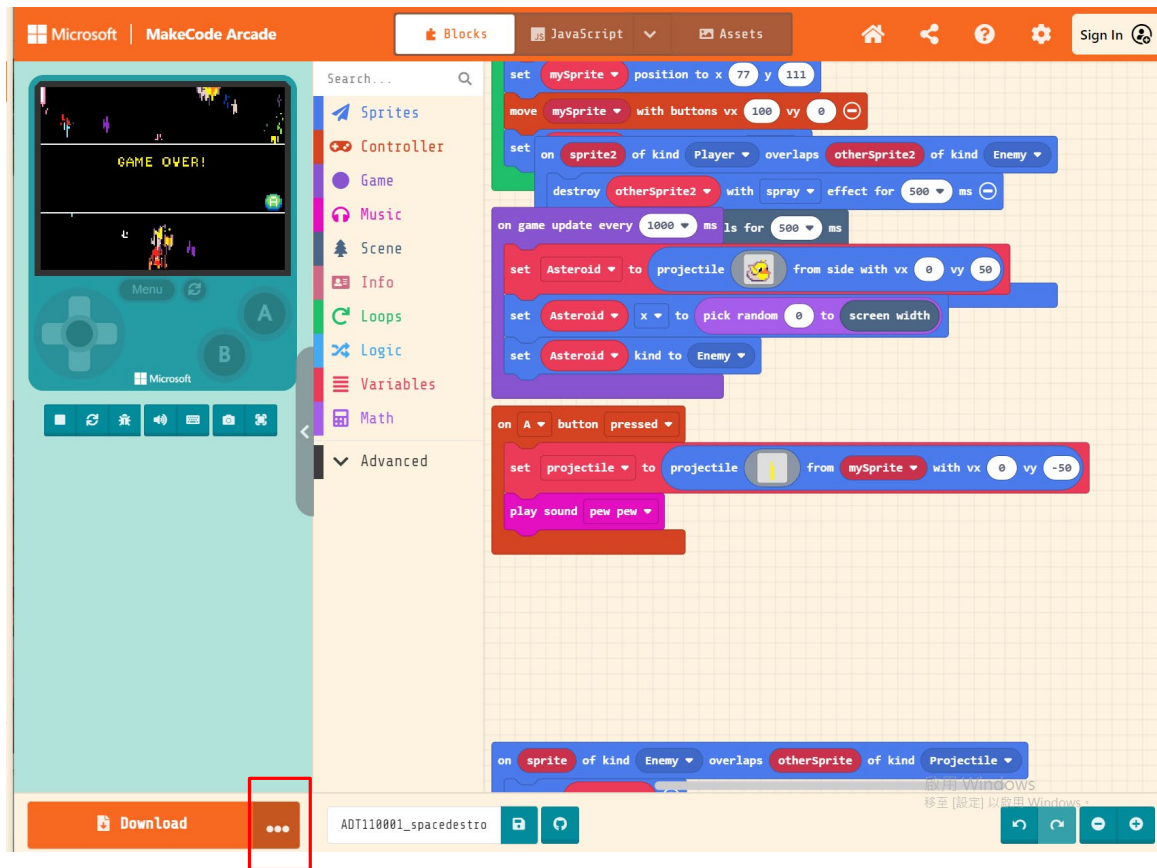 Microsoft | MakeCode Arcade
Blocks
JavaScript
Assets
Sign In
GAME OVER!
A
Menu
A
B
Microsoft
Search...
Sprites
Controller
Game
Music
Scene
Info
Loops
Logic
Variables
Math
Advanced
set mySprite position to x 77 y 111
move mySprite with buttons vx 100 vy 0
set
on sprite2 of kind Player overlaps otherSprite2 of kind Enemy
destroy otherSprite2 with spray effect for 500 ms
on game update every 1000 ms
ls for 500 ms
set Asteroid to projectile from side with vx 0 vy 50
set Asteroid x to pick random 0 to screen width
set Asteroid kind to Enemy
on A button pressed
set projectile to projectile from mySprite with vx 0 vy -50
play sound pew pew
on sprite of kind Enemy overlaps otherSprite of kind Projectile
啟用 Windows
移至 [設定] 以啟用 Windows。
Download
ADT110001_spacedestro